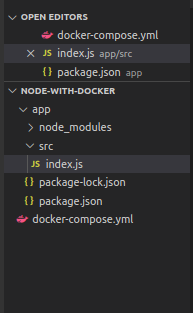 OPEN EDITORS
docker-compose.yml
JS index.js app/src
{ } package.json app
NODE-WITH-DOCKER
app
node_modules
src
JS index.js
{ } package-lock.json
{ } package.json
docker-compose.yml